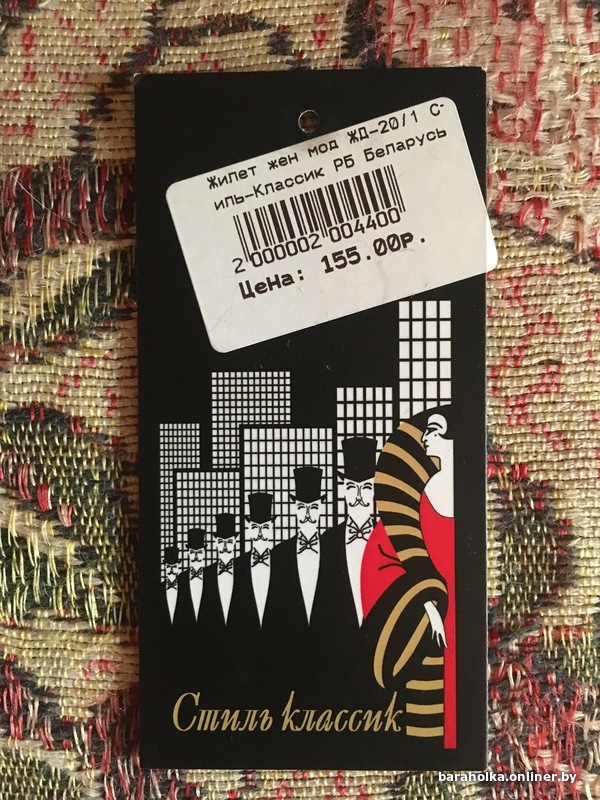 Жилет жен мод ЖД-20/1 С-
иль-Классик РБ Беларусь
2 000002 004400
Цена: 155.00р.
Стиль классик
baraholka.onliner.by